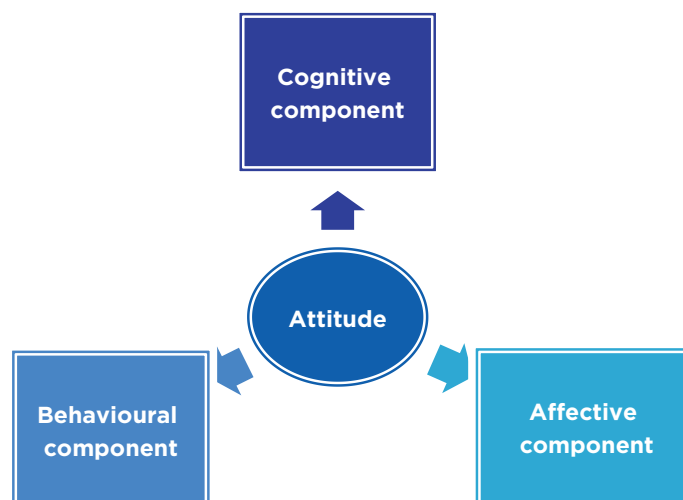 Cognitive
component
Attitude
Behavioural
component
Affective
component